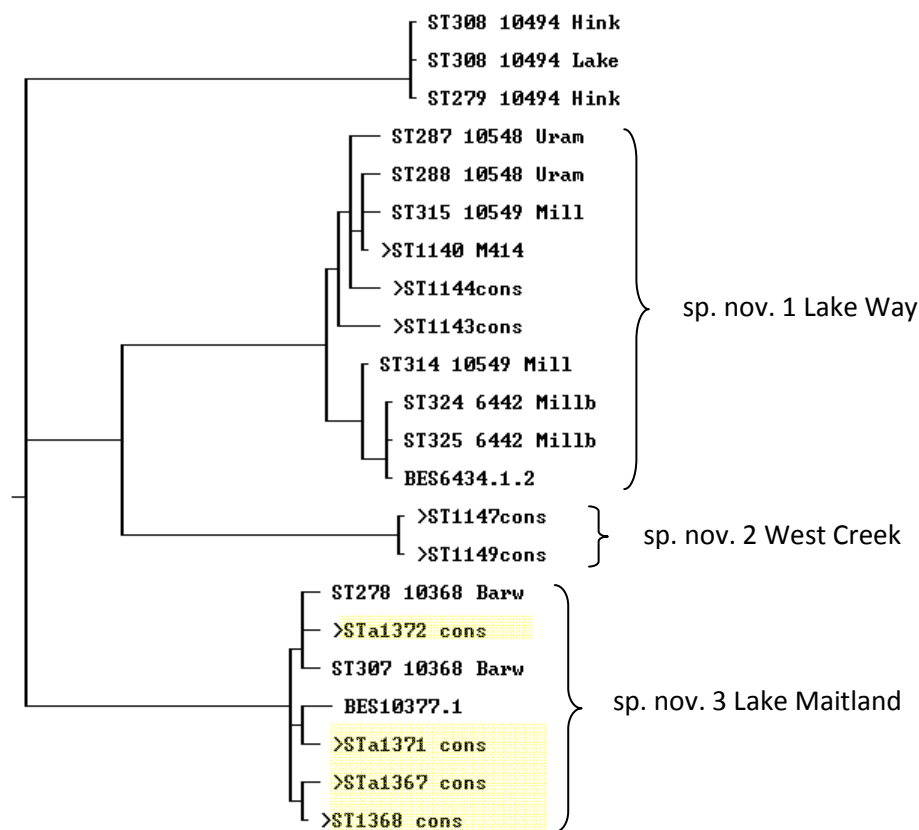 ST308 10494 Hink
ST308 10494 Lake
ST279 10494 Hink
ST287 10548 Uram
ST288 10548 Uram
ST315 10549 Mill
>ST1140 M414
>ST1144cons
>ST1143cons
ST314 10549 Mill
ST324 6442 Millb
ST325 6442 Millb
BES6434.1.2
sp. nov. 1 Lake Way
>ST1147cons
>ST1149cons
sp. nov. 2 West Creek
ST278 10368 Barw
>STa1372 cons
ST307 10368 Barw
BES10377.1
>STa1371 cons
>STa1367 cons
>ST1368 cons
sp. nov. 3 Lake Maitland